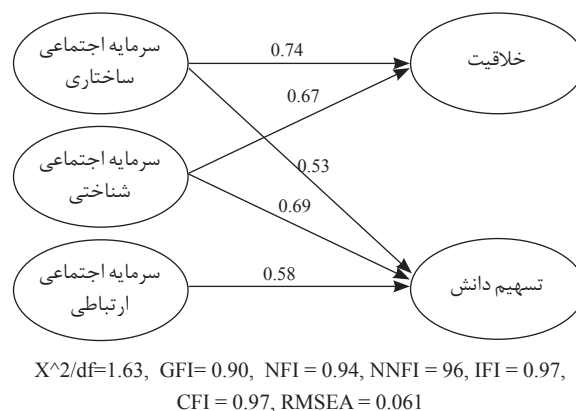 سرمایه اجتماعی
ساختاری
0.74
خلاقیت
0.67
سرمایه اجتماعی
شناختی
0.53
0.69
سرمایه اجتماعی
ارتباطی
0.58
تسهیم دانش
X^2/df=1.63, GFI= 0.90, NFI = 0.94, NNFI = 96, IFI = 0.97,
CFI = 0.97, RMSEA = 0.061